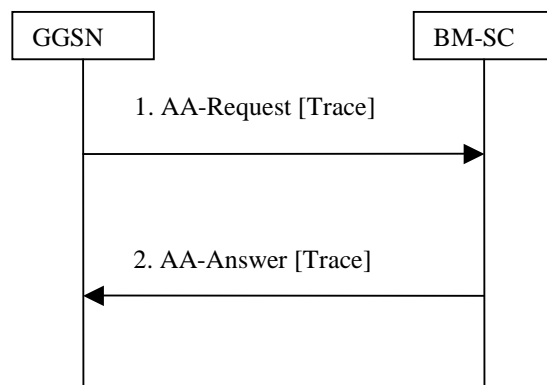 GGSN
BM-SC
1. AA-Request [Trace]
2. AA-Answer [Trace]